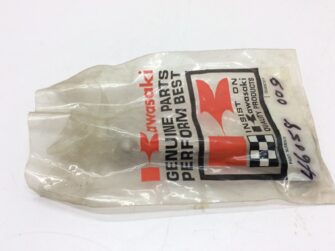 Kawasaki
GENUINE PARTS
PERFORM BEST
INSIST ON
Kawasaki
QUALITY PRODUCTS
46058 009